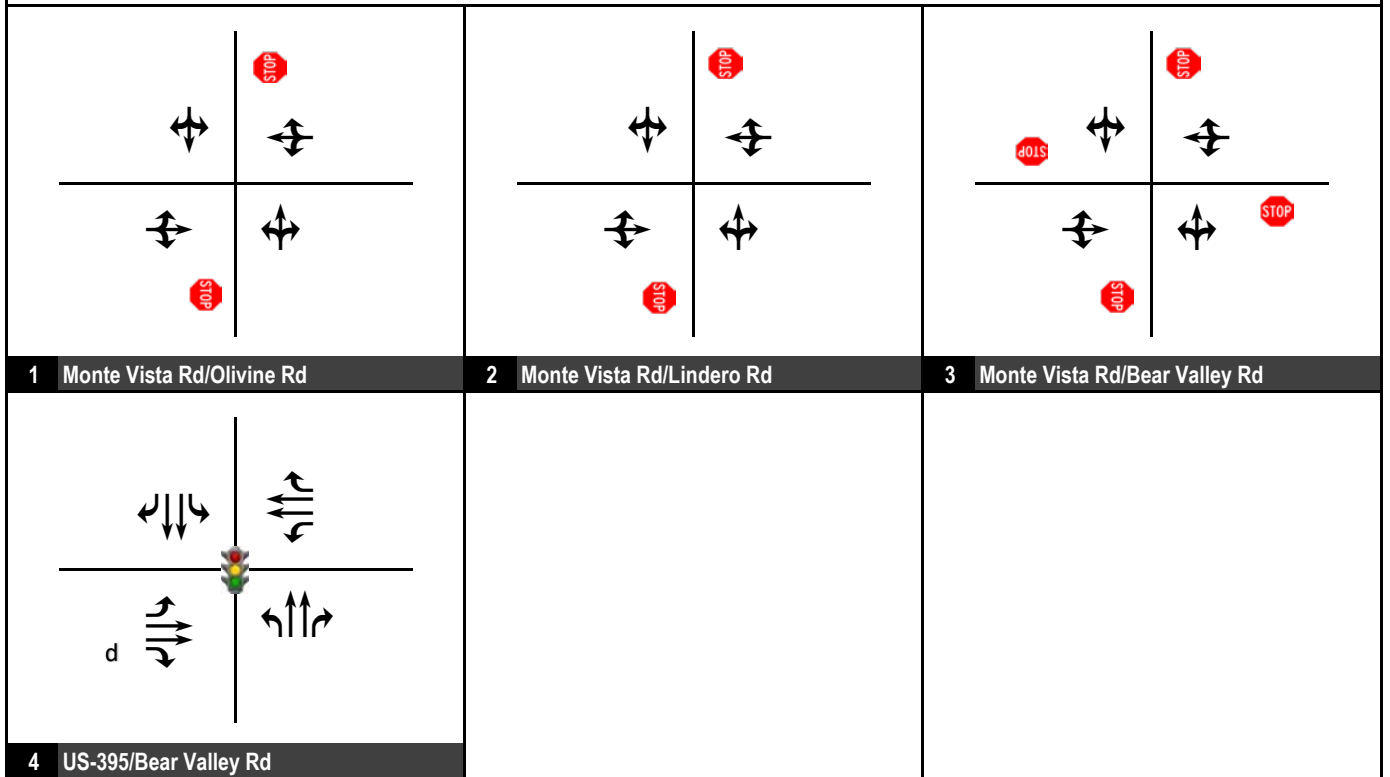 STOP
STOP
STOP
STOP
STOP
STOP
STOP
STOP
1 Monte Vista Rd/Olivine Rd
2 Monte Vista Rd/Lindero Rd
3 Monte Vista Rd/Bear Valley Rd
d
4 US-395/Bear Valley Rd